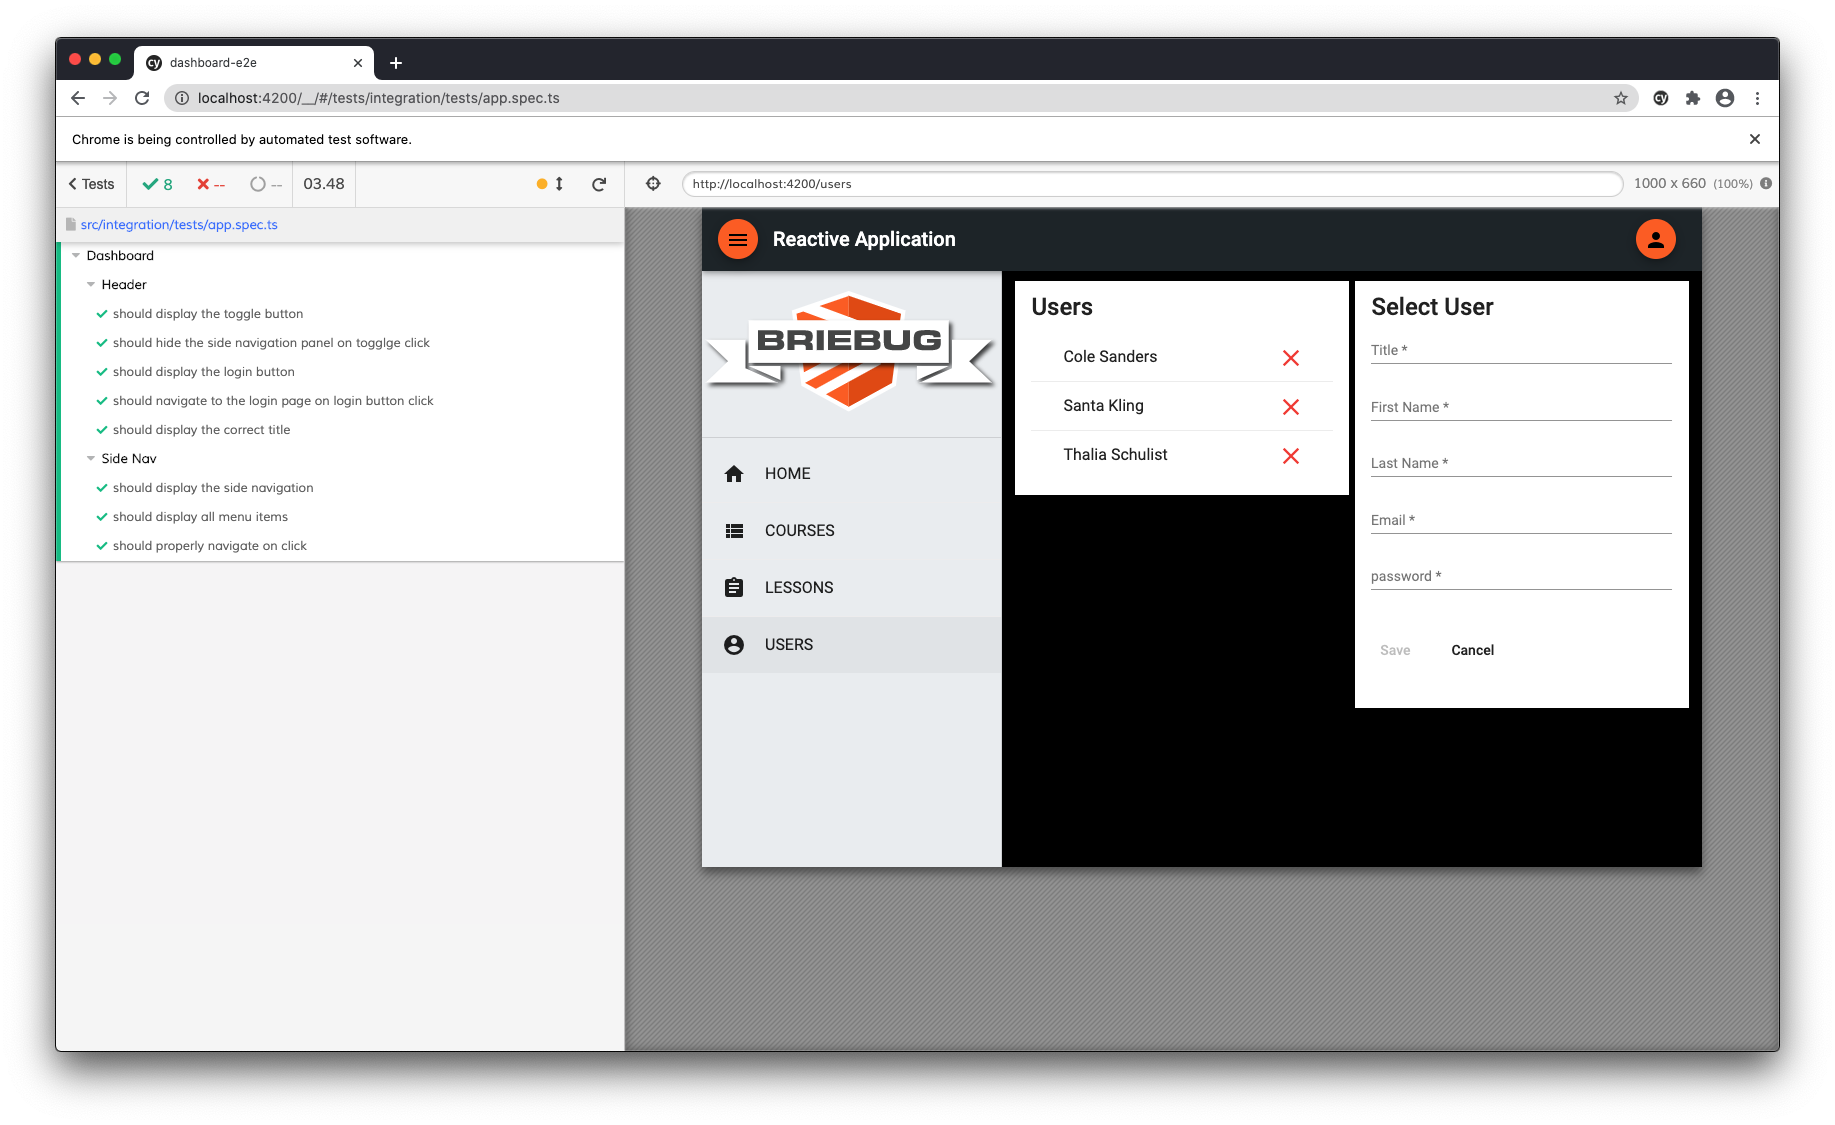 cy dashboard-e2e
localhost:4200/__/#/tests/integration/tests/app.spec.ts
cy
Chrome is being controlled by automated test software.
Tests 8 -- -- 03.48
http://localhost:4200/users 1000 x 660 (100%)
src/integration/tests/app.spec.ts
Dashboard
Header
should display the toggle button
should hide the side navigation panel on togglge click
should display the login button
should navigate to the login page on login button click
should display the correct title
Side Nav
should display the side navigation
should display all menu items
should properly navigate on click
Reactive Application
BRIEBUG
HOME
COURSES
LESSONS
USERS
Users
Cole Sanders
Santa Kling
Thalia Schulist
Select User
Title *
First Name *
Last Name *
Email *
password *
Save Cancel